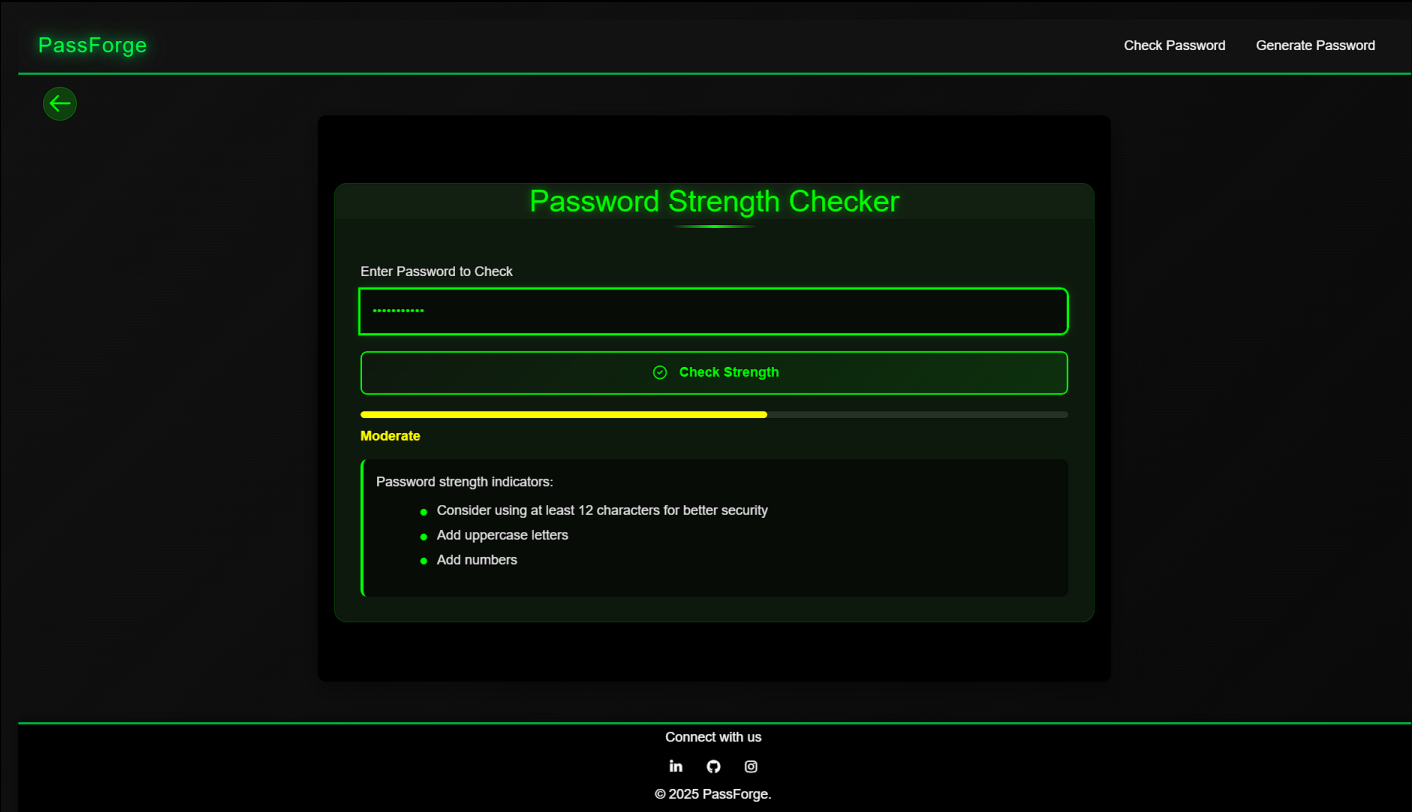 PassForge
Check Password
Generate Password
Password Strength Checker
Enter Password to Check
•••••••••••
Check Strength
Moderate
Password strength indicators:
Consider using at least 12 characters for better security
Add uppercase letters
Add numbers
Connect with us
© 2025 PassForge.